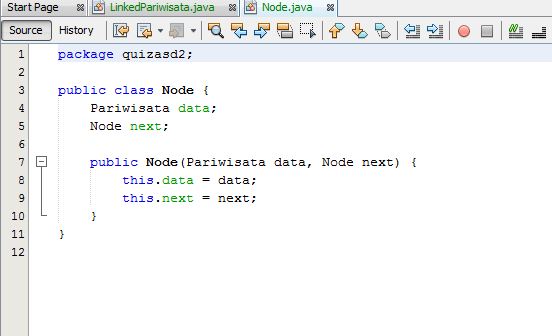 Start Page LinkedPariwisata.java Node.java
Source History
1 package quizasd2;
2
3 public class Node {
4 Pariwisata data;
5 Node next;
6
7 public Node(Pariwisata data, Node next) {
8 this.data = data;
9 this.next = next;
10 }
11 }
12